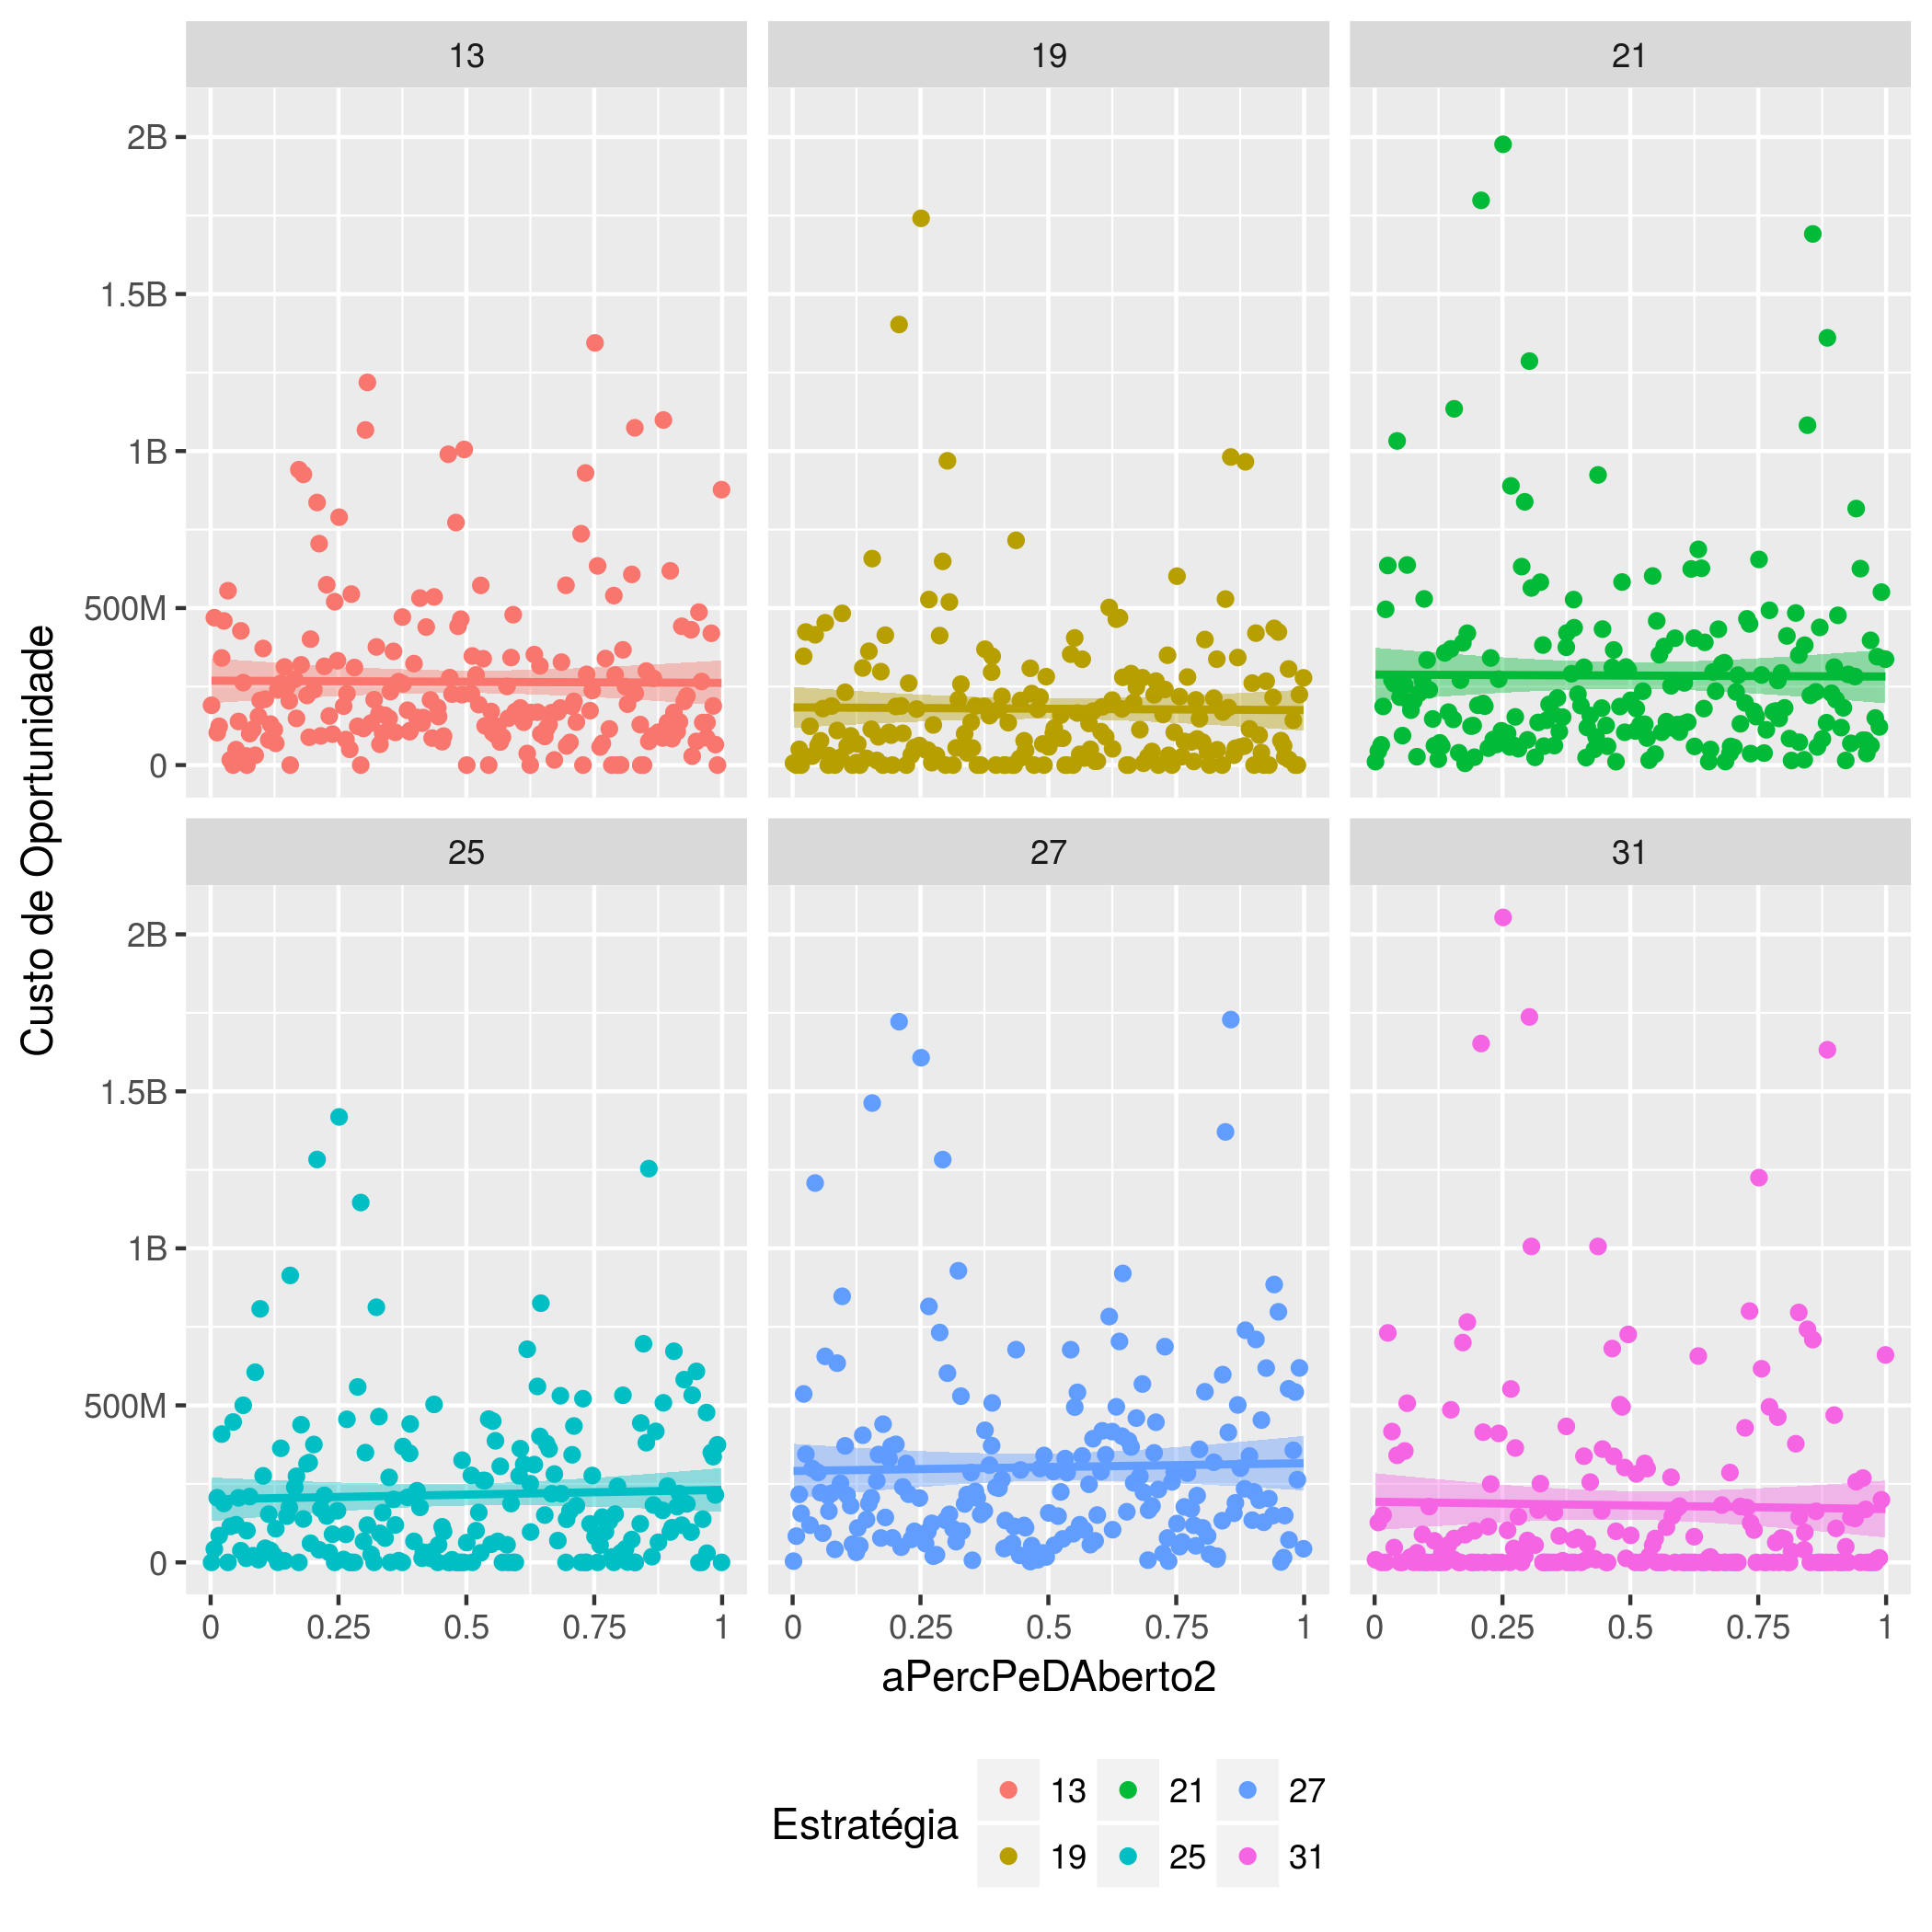 13 19 21
2B
1.5B
1B
500M
0
25 27 31
2B
1.5B
1B
500M
0
Custo de Oportunidade
0 0.25 0.5 0.75 1 0 0.25 0.5 0.75 1 0 0.25 0.5 0.75 1
aPercPeDAberto2
Estratégia
13 21 27
19 25 31